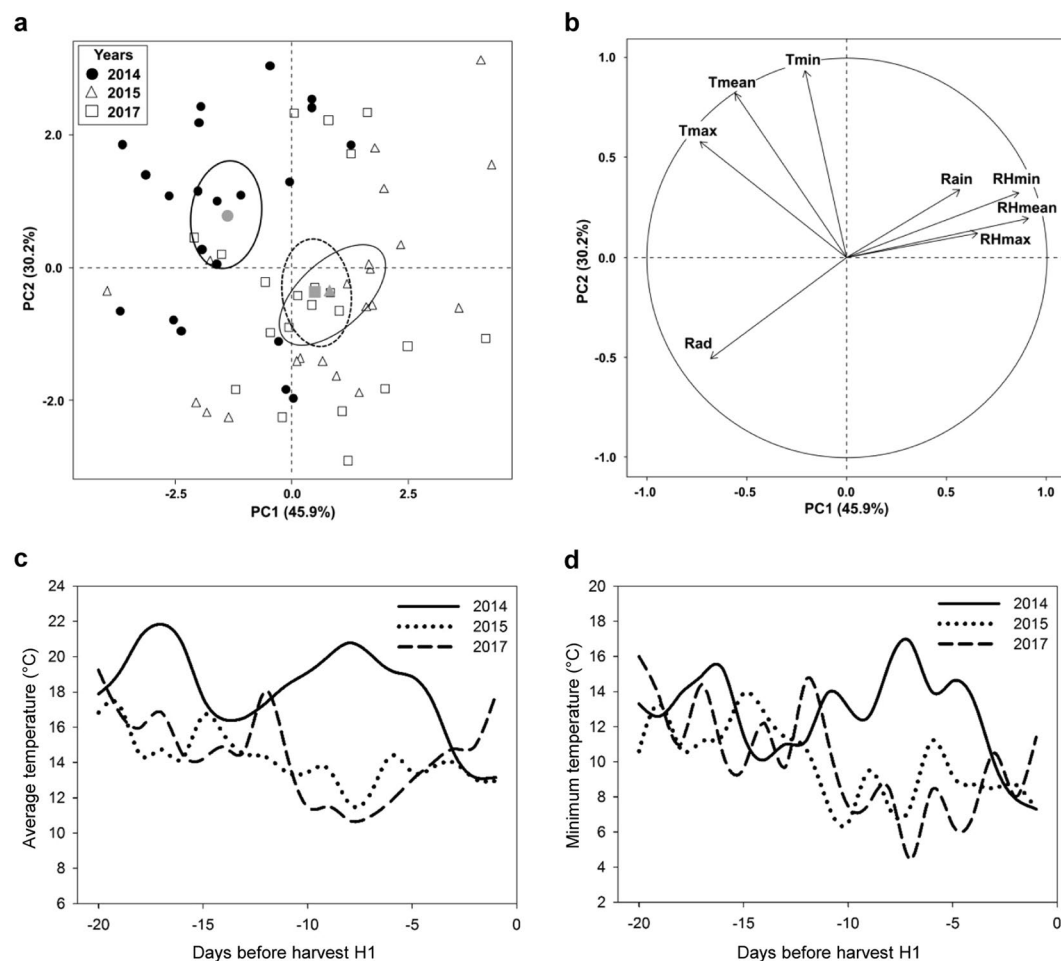 a
Years
2014
2015
2017
2.0
0.0
-2.0
PC2 (30.2%)
-2.5
0.0
2.5
PC1 (45.9%)
b
1.0
0.5
0.0
-0.5
-1.0
PC2 (30.2%)
Tmin
Tmean
Tmax
Rain
RHmin
RHmean
RHmax
Rad
-1.0
-0.5
0.0
0.5
1.0
PC1 (45.9%)
c
24
22
20
18
16
14
12
10
8
6
Average temperature (°C)
2014
2015
2017
-20
-15
-10
-5
0
Days before harvest H1
d
20
18
16
14
12
10
8
6
4
2
Minimum temperature (°C)
2014
2015
2017
-20
-15
-10
-5
0
Days before harvest H1